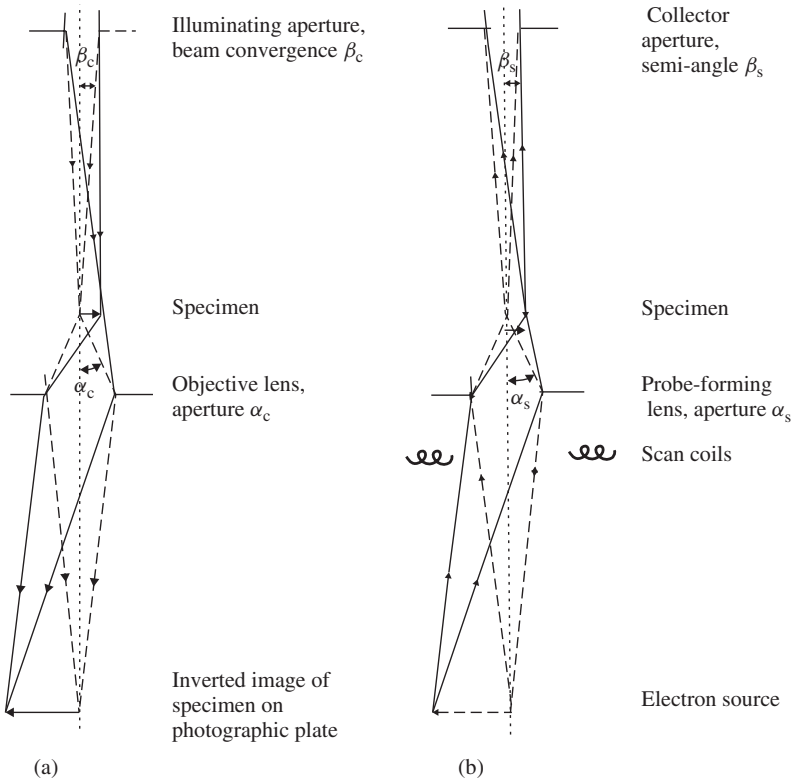 Illuminating aperture,
beam convergence βc
βc
Specimen
αc
Objective lens,
aperture αc
Inverted image of
specimen on
photographic plate
(a)
Collector
aperture,
semi-angle βs
βs
Specimen
αs
Probe-forming
lens, aperture αs
Scan coils
Electron source
(b)